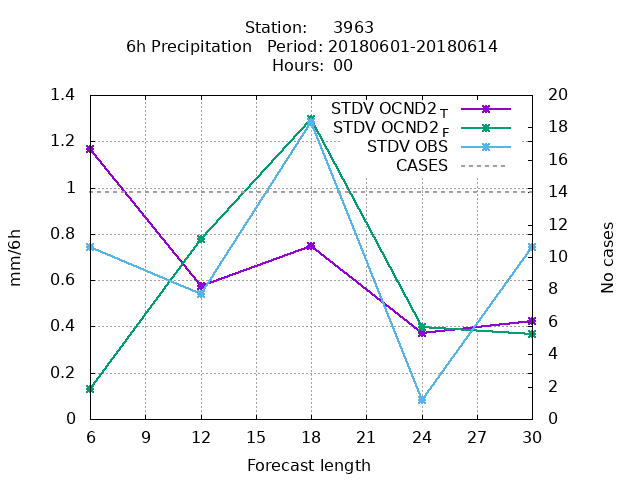 Station: 3963
6h Precipitation Period: 20180601-20180614
Hours: 00
STDV OCND2 T
STDV OCND2 F
STDV OBS
CASES
1.4
1.2
1
0.8
0.6
0.4
0.2
0
mm/6h
20
18
16
14
12
10
8
6
4
2
0
No cases
6 9 12 15 18 21 24 27 30
Forecast length